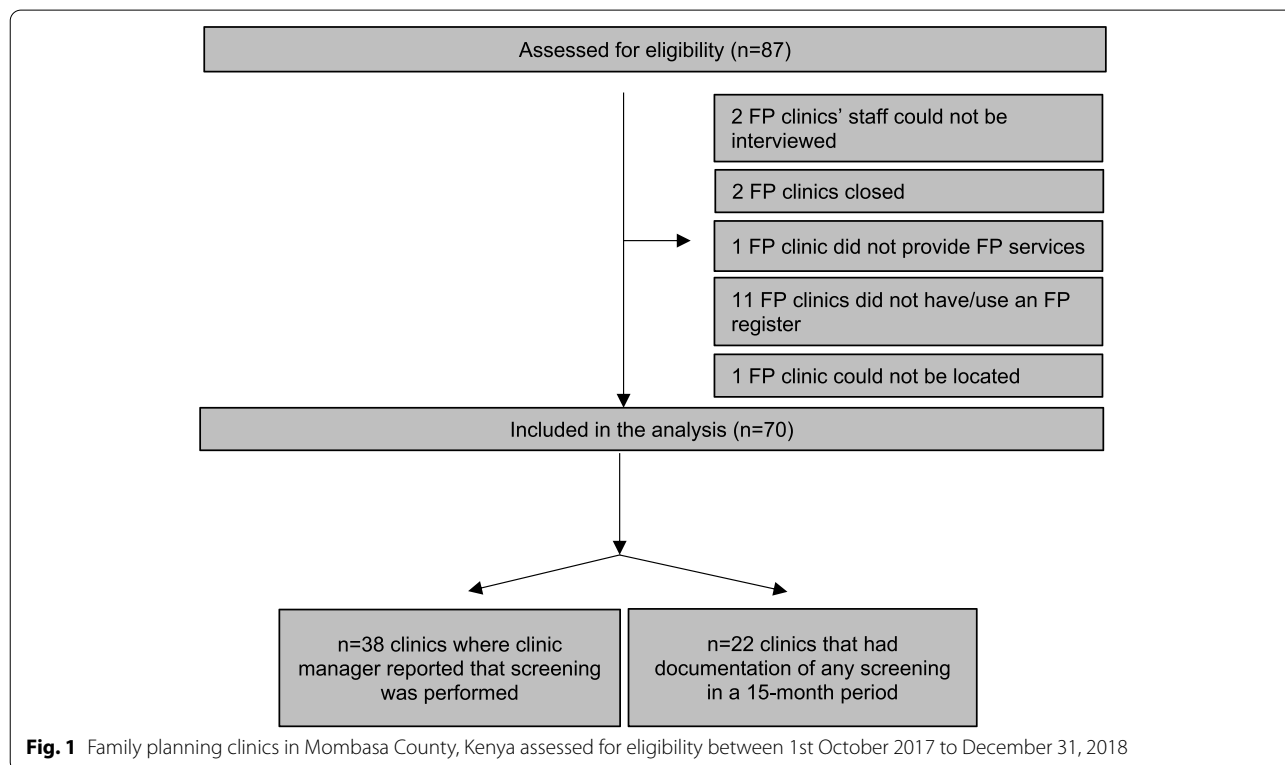 Assessed for eligibility (n=87)
2 FP clinics’ staff could not be
interviewed
2 FP clinics closed
1 FP clinic did not provide FP services
11 FP clinics did not have/use an FP
register
1 FP clinic could not be located
Included in the analysis (n=70)
n=38 clinics where clinic
manager reported that screening
was performed
n=22 clinics that had
documentation of any screening
in a 15-month period
Fig. 1 Family planning clinics in Mombasa County, Kenya assessed for eligibility between 1st October 2017 to December 31, 2018